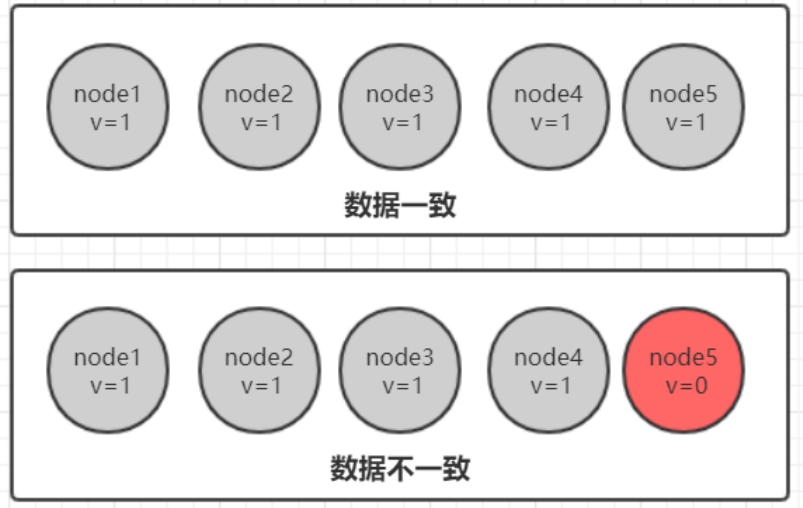 node1 node2 node3 node4 node5
v=1 v=1 v=1 v=1 v=1
数据一致
node1 node2 node3 node4 node5
v=1 v=1 v=1 v=1 v=0
数据不一致